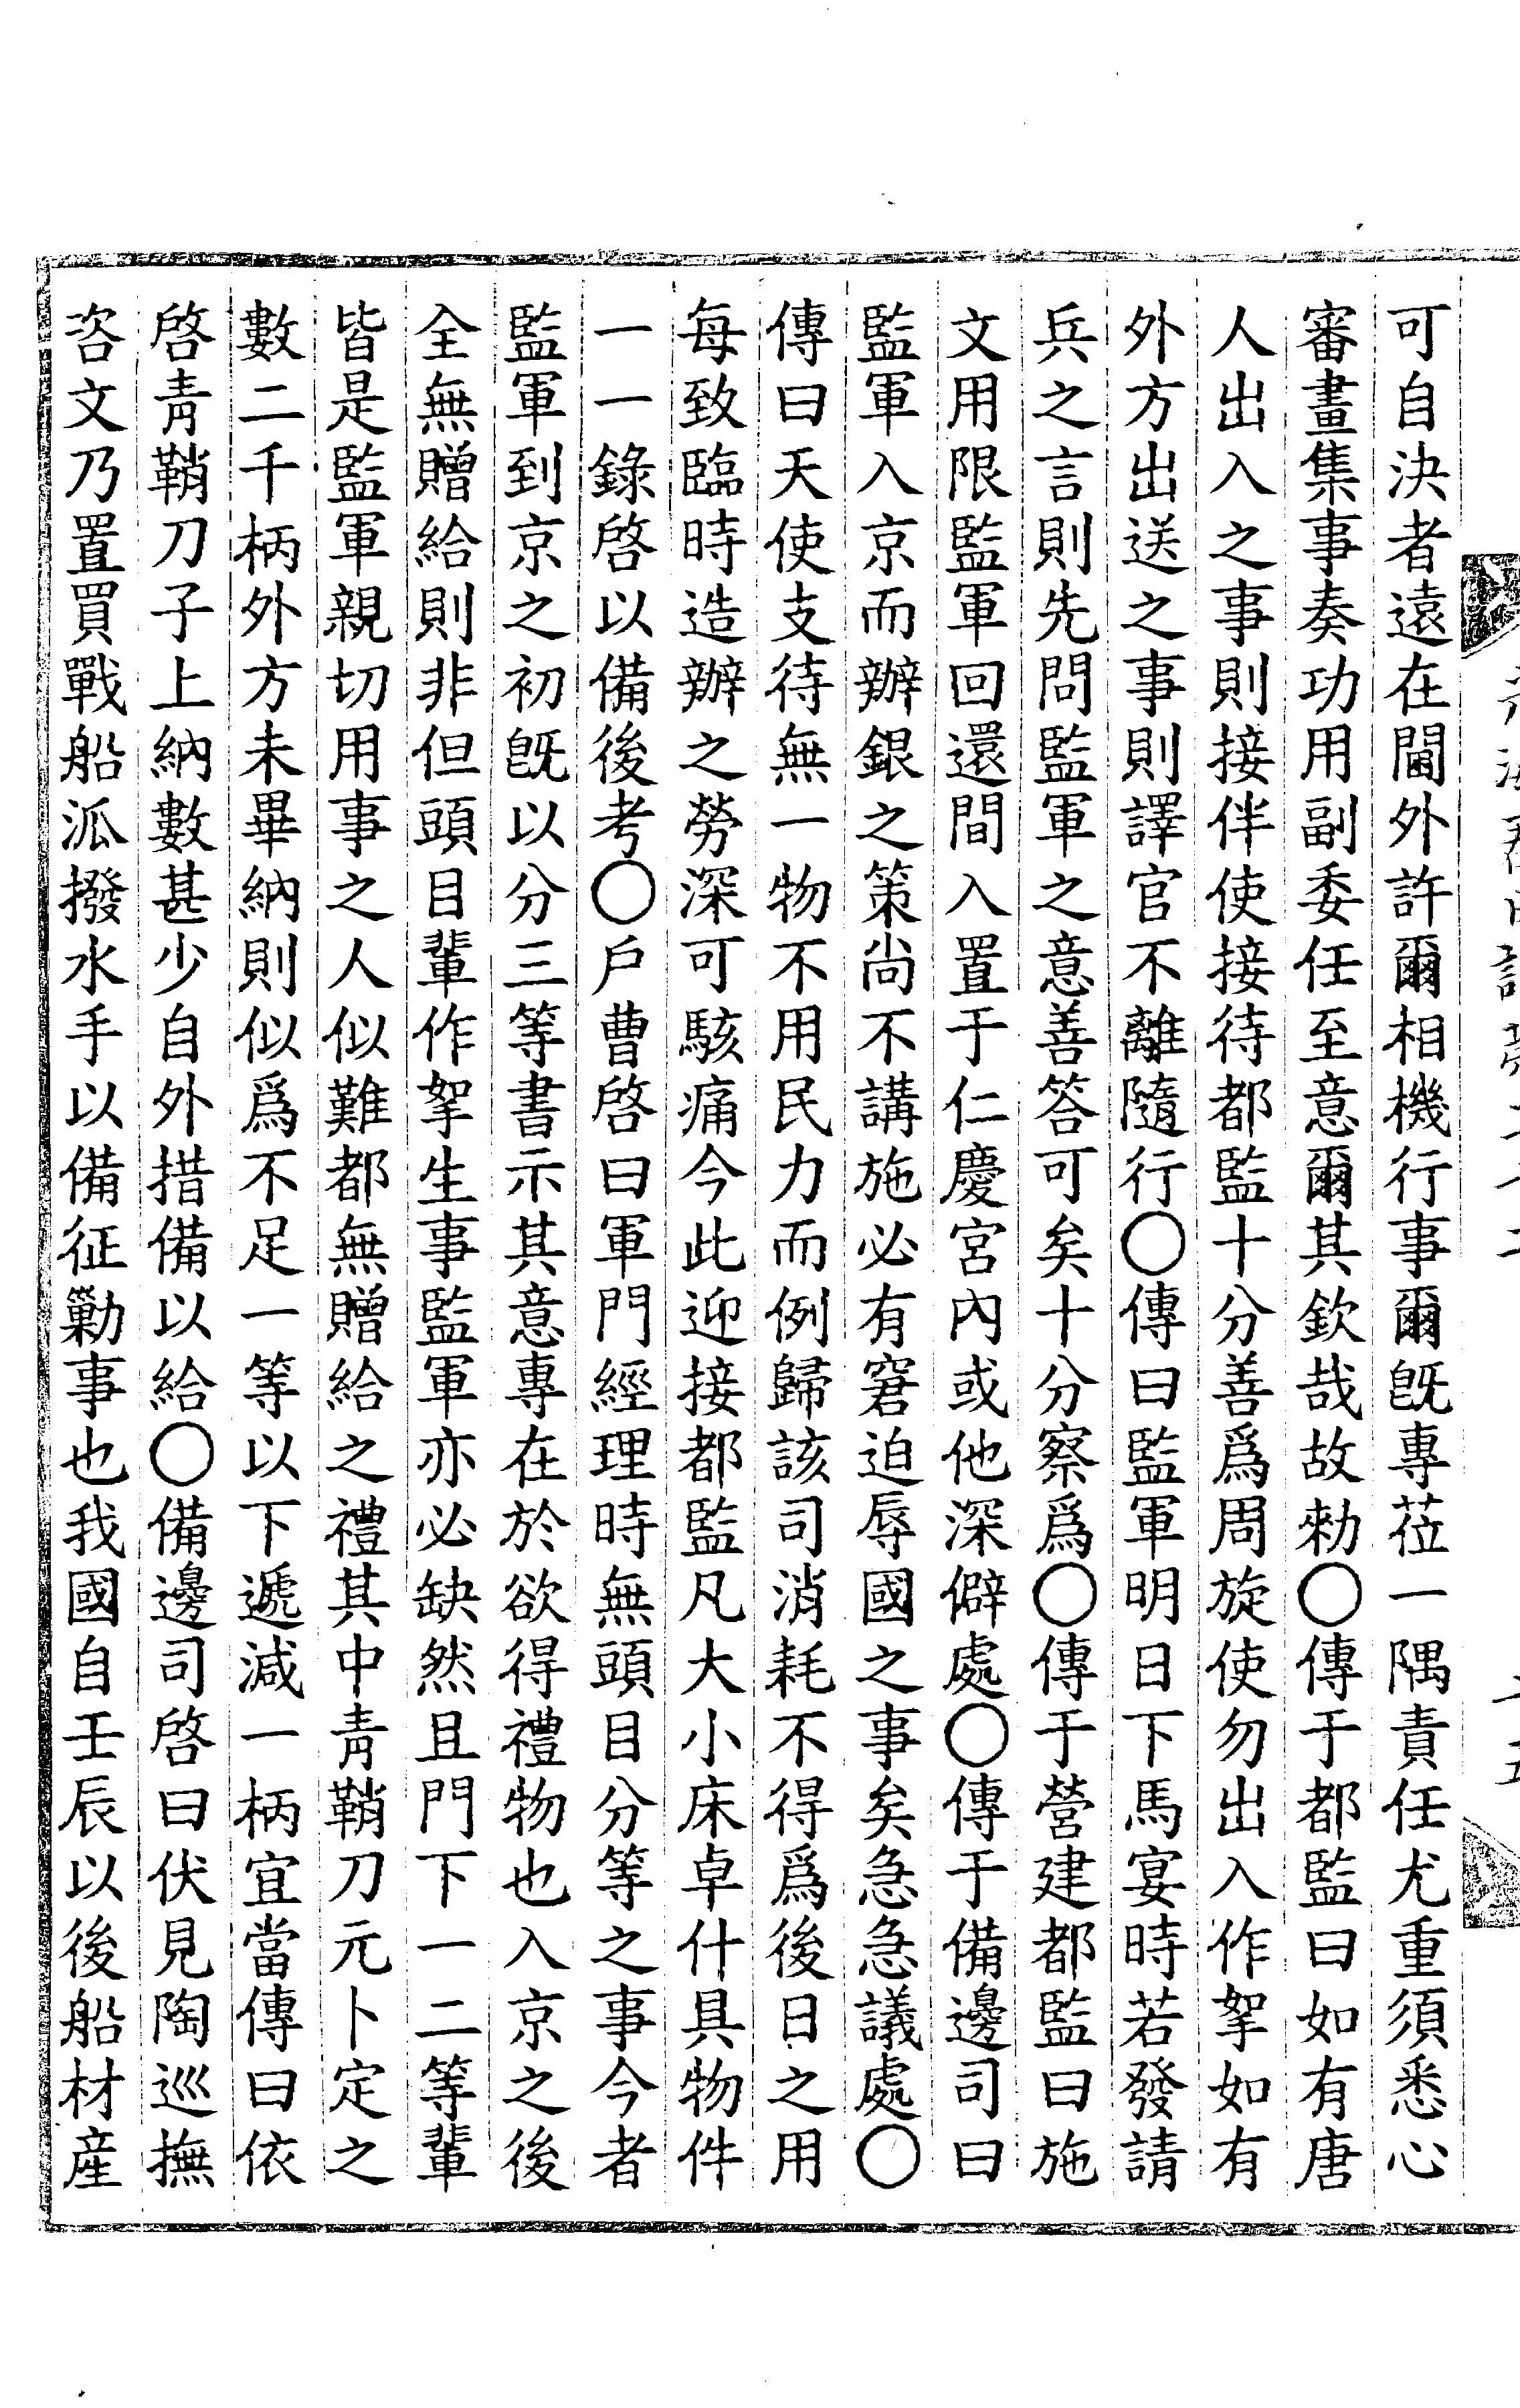 可自決者遠在閫外許爾相機行事爾旣專莅一隅責任尤重須悉心
審畫集事奏功用副委任至意爾其欽哉故勑○傳于都監曰如有唐
人出入之事則接伴使接待都監十分善爲周旋使勿出入作挐如有
外方出送之事則譯官不離隨行○傳曰監軍明日下馬宴時若發請
兵之言則先問監軍之意善答可矣十分察爲○傳于營建都監曰施
文用限監軍回還間入置于仁慶宮內或他深僻處○傳于備邊司曰
監軍入京而辦銀之策尙不講施必有窘迫辱國之事矣急急議處○
傳曰天使支待無一物不用民力而例歸該司消耗不得爲後日之用
每致臨時造辦之勞深可駭痛今此迎接都監凡大小床卓什具物件
一一錄啓以備後考○戶曹啓曰軍門經理時無頭目分等之事今者
監軍到京之初旣以分三等書示其意專在於欲得禮物也入京之後
全無贈給則非但頭目輩作挐生事監軍亦必缺然且門下一二等輩
皆是監軍親切用事之人似難都無贈給之禮其中靑鞘刀元卜定之
數二千柄外方未畢納則似爲不足一等以下遞減一柄宜當傳曰依
啓靑鞘刀子上納數甚少自外措備以給○備邊司啓曰伏見陶巡撫
咨文乃置買戰船派撥水手以備征勦事也我國自壬辰以後船材産